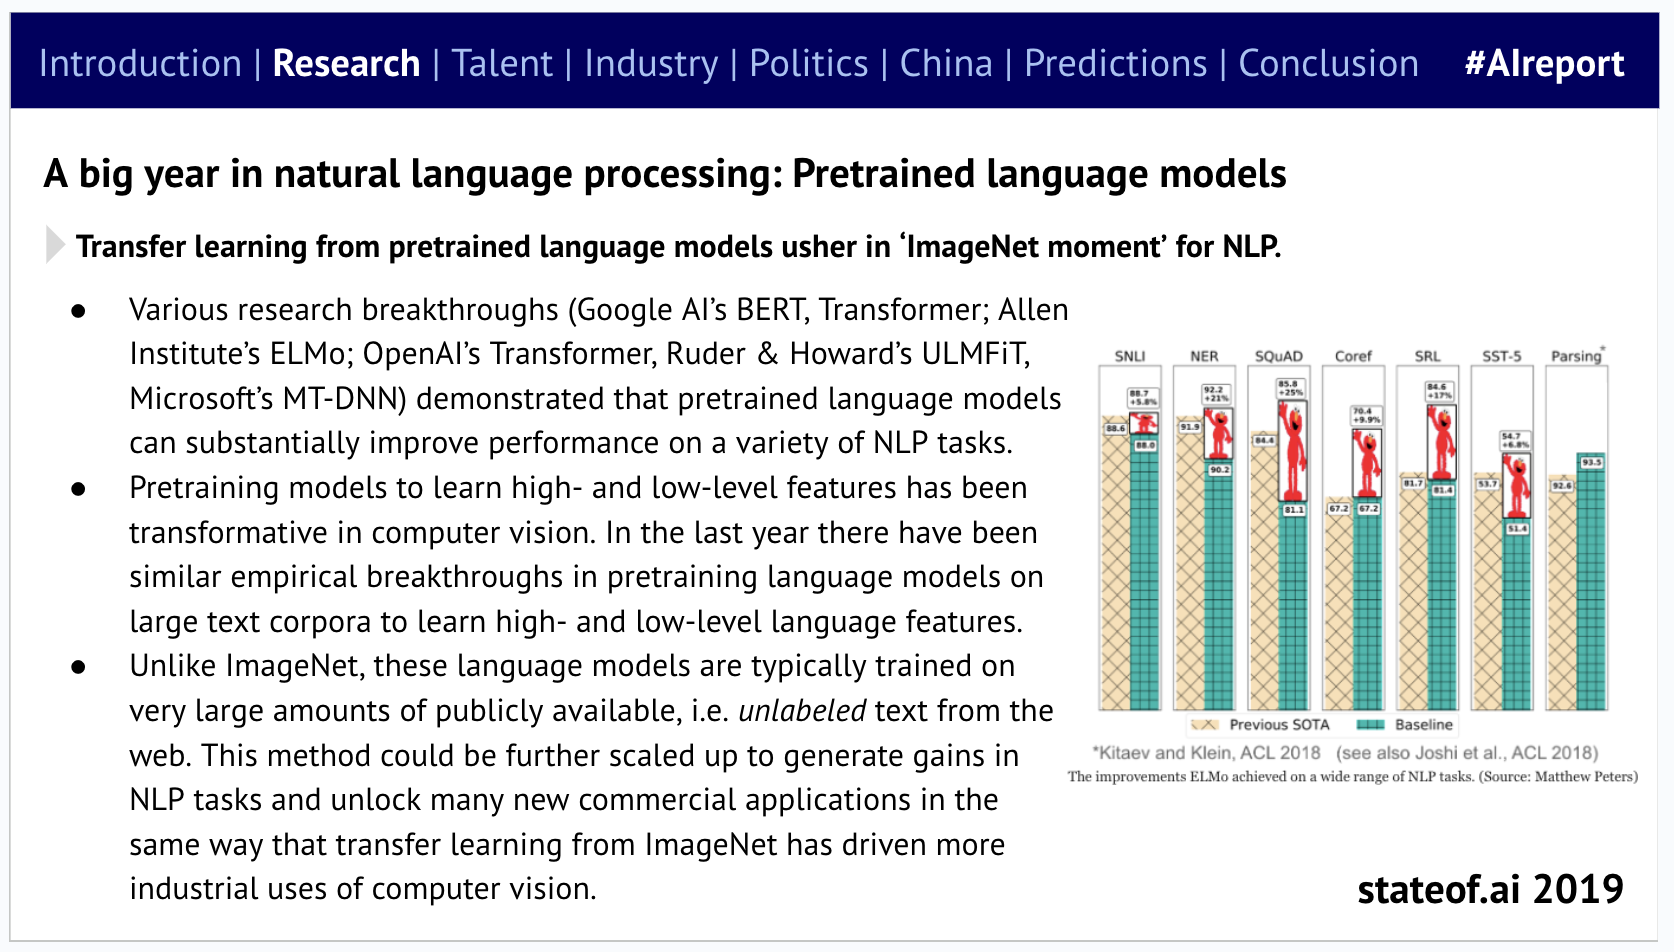 Introduction | Research | Talent | Industry | Politics | China | Predictions | Conclusion #AIreport
A big year in natural language processing: Pretrained language models
Transfer learning from pretrained language models usher in ‘ImageNet moment’ for NLP.
● Various research breakthroughs (Google AI’s BERT, Transformer; Allen
Institute’s ELMo; OpenAI’s Transformer, Ruder & Howard’s ULMFiT,
Microsoft’s MT-DNN) demonstrated that pretrained language models
can substantially improve performance on a variety of NLP tasks.
● Pretraining models to learn high- and low-level features has been
transformative in computer vision. In the last year there have been
similar empirical breakthroughs in pretraining language models on
large text corpora to learn high- and low-level language features.
● Unlike ImageNet, these language models are typically trained on
very large amounts of publicly available, i.e. unlabeled text from the
web. This method could be further scaled up to generate gains in
NLP tasks and unlock many new commercial applications in the
same way that transfer learning from ImageNet has driven more
industrial uses of computer vision.
SNLI NER SQuAD Coref SRL SST-5 Parsing*
88.6
88.7
+5.8%
88.0
91.9
92.2
+21%
90.2
84.4
85.8
+25%
81.1
67.2
70.4
+9.9%
67.2
81.7
84.6
+17%
81.4
53.7
54.7
+6.8%
51.4
92.6
93.5
Previous SOTA Baseline
*Kitaev and Klein, ACL 2018 (see also Joshi et al., ACL 2018)
The improvements ELMo achieved on a wide range of NLP tasks. (Source: Matthew Peters)
stateof.ai 2019